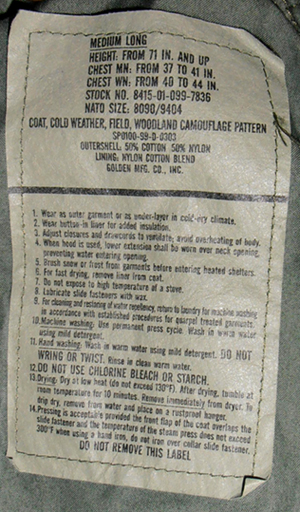 MEDIUM LONG
HEIGHT: FROM 71 IN. AND UP
CHEST MN: FROM 37 TO 41 IN.
CHEST WN: FROM 40 TO 44 IN.
STOCK NO. 8415-01-099-7836
NATO SIZE: 8090/9404
COAT, COLD WEATHER, FIELD, WOODLAND CAMOUFLAGE PATTERN
SP0100-99-D-0303
OUTERSHELL: 50% COTTON 50% NYLON
LINING: NYLON COTTON BLEND
GOLDEN MFG. CO., INC.
1. Wear as outer garment or as under-layer in cold-dry climate.
2. Wear button-in liner for added insulation.
3. Adjust closures and drawcords to ventilate; avoid overheating of body.
4. When hood is used, lower extension shall be worn over neck opening,
preventing water entering opening.
5. Brush snow or frost from garments before entering heated shelters.
6. For fast drying, remove liner from coat.
7. Do not expose to high temperature of a stove.
8. Lubricate slide fasteners with wax.
9. For cleaning and restoring of water repellency, return to laundry for machine washing
in accordance with established procedures for quarpel treated garments.
10. Machine washing: Use permanent press cycle. Wash in warm water
using mild detergent.
11. Hand washing: Wash in warm water using mild detergent. DO NOT
WRING OR TWIST. Rinse in clean warm water.
12. DO NOT USE CHLORINE BLEACH OR STARCH.
13. Drying: Dry at low heat (do not exceed 130°F). After drying, tumble at
room temperature for 10 minutes. Remove immediately from dryer. To
drip dry, remove from water and place on a rustproof hanger.
14. Pressing is acceptable provided the front flap of the coat overlaps the
slide fastener and the temperature of the steam press does not exceed
300°F when using a hand iron, do not iron over collar slide fastener.
DO NOT REMOVE THIS LABEL